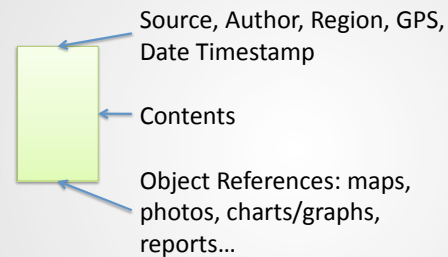 Source, Author, Region, GPS,
Date Timestamp
Contents
Object References: maps,
photos, charts/graphs,
reports…